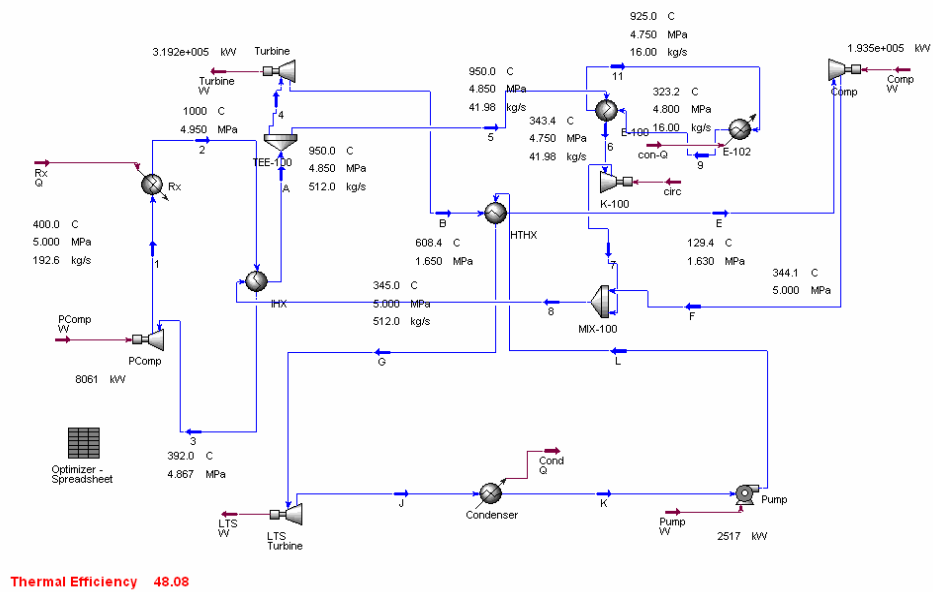 925.0 C
4.750 MPa
16.00 kg/s
3.192e+005 kW
Turbine
1.935e+005 kW
Turbine
W
Comp
Comp
W
950.0 C
4.850 MPa
41.98 kg/s
11
323.2 C
4.800 MPa
16.00 kg/s
1000 C
4.950 MPa
2
4
5
343.4 C
4.750 MPa
41.98 kg/s
E-100
E-102
TEE-100
950.0 C
4.850 MPa
512.0 kg/s
6
con-Q
9
Rx
Q
Rx
A
K-100
circ
400.0 C
5.000 MPa
192.6 kg/s
B
HTHX
E
1
608.4 C
1.650 MPa
129.4 C
1.630 MPa
7
344.1 C
5.000 MPa
IHX
345.0 C
5.000 MPa
512.0 kg/s
8
MIX-100
F
PComp
W
PComp
G
L
8061 kW
3
Optimizer -
Spreadsheet
392.0 C
4.867 MPa
Cond
Q
J
Condenser
K
Pump
LTS
W
LTS
Turbine
Pump
W
2517 kW
Thermal Efficiency 48.08